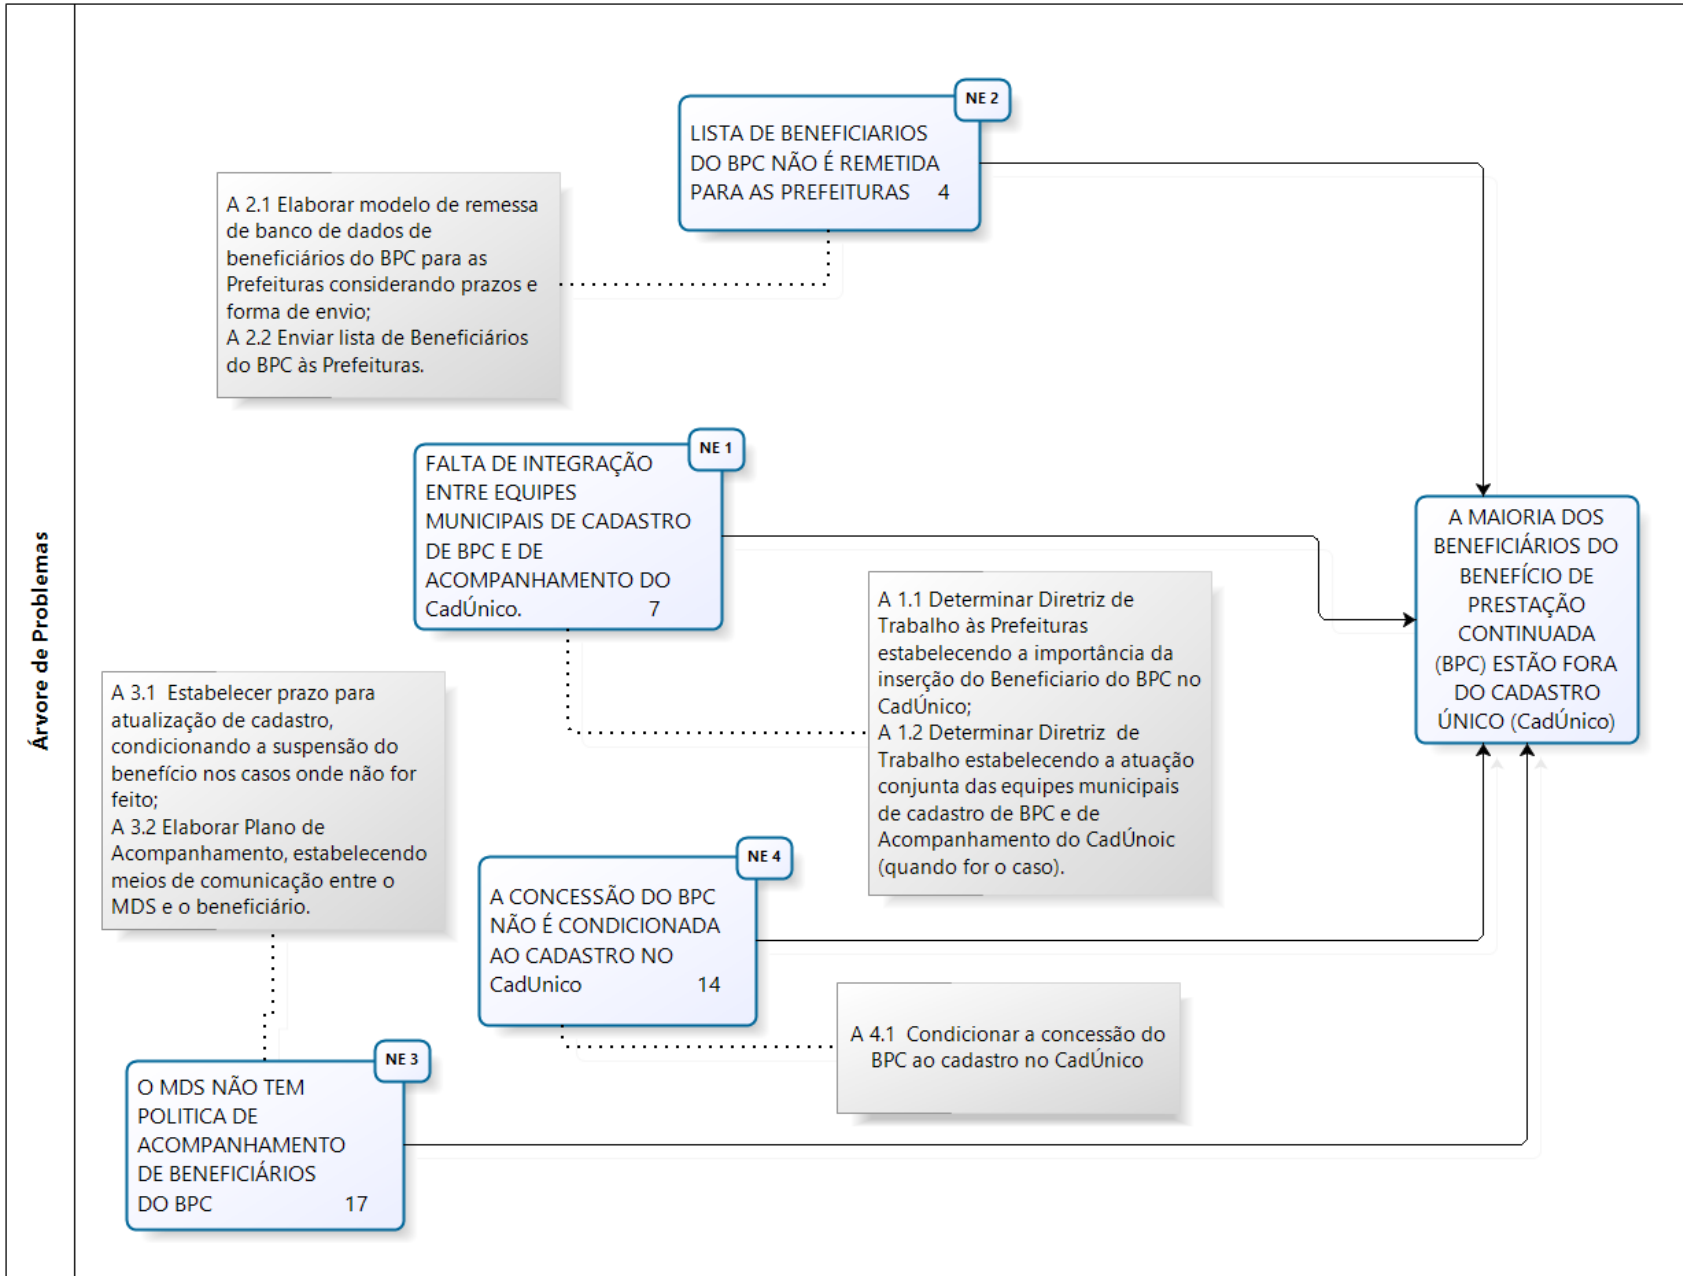 Árvore de Problemas
NE 2
LISTA DE BENEFICIARIOS
DO BPC NÃO É REMETIDA
PARA AS PREFEITURAS 4
A 2.1 Elaborar modelo de remessa
de banco de dados de
beneficiários do BPC para as
Prefeituras considerando prazos e
forma de envio;
A 2.2 Enviar lista de Beneficiários
do BPC às Prefeituras.
NE 1
FALTA DE INTEGRAÇÃO
ENTRE EQUIPES
MUNICIPAIS DE CADASTRO
DE BPC E DE
ACOMPANHAMENTO DO
CadÚnico. 7
A 1.1 Determinar Diretriz de
Trabalho às Prefeituras
estabelecendo a importância da
inserção do Beneficiario do BPC no
CadÚnico;
A 1.2 Determinar Diretriz de
Trabalho estabelecendo a atuação
conjunta das equipes municipais
de cadastro de BPC e de
Acompanhamento do CadÚnoic
(quando for o caso).
A MAIORIA DOS
BENEFICIÁRIOS DO
BENEFÍCIO DE
PRESTAÇÃO
CONTINUADA
(BPC) ESTÃO FORA
DO CADASTRO
ÚNICO (CadÚnico)
A 3.1 Estabelecer prazo para
atualização de cadastro,
condicionando a suspensão do
benefício nos casos onde não for
feito;
A 3.2 Elaborar Plano de
Acompanhamento, estabelecendo
meios de comunicação entre o
MDS e o beneficiário.
NE 4
A CONCESSÃO DO BPC
NÃO É CONDICIONADA
AO CADASTRO NO
CadUnico 14
A 4.1 Condicionar a concessão do
BPC ao cadastro no CadÚnico
NE 3
O MDS NÃO TEM
POLITICA DE
ACOMPANHAMENTO
DE BENEFICIÁRIOS
DO BPC 17